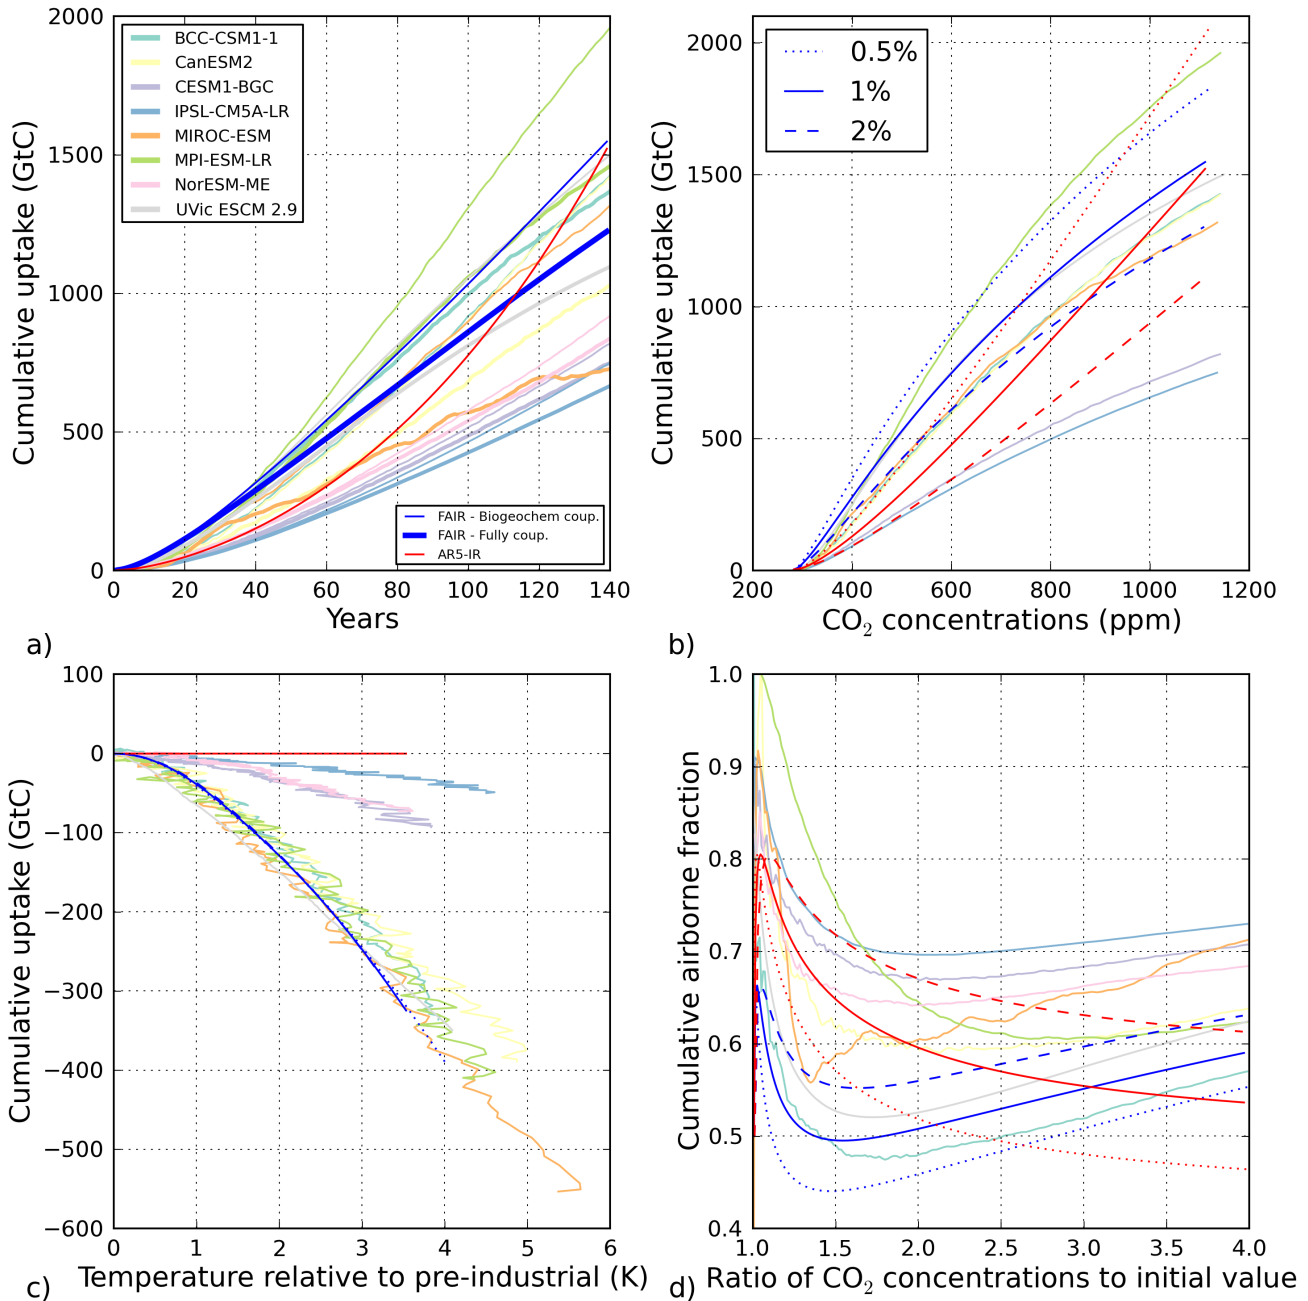 2000
1500
1000
500
0
Cumulative uptake (GtC)
BCC-CSM1-1
CanESM2
CESM1-BGC
IPSL-CM5A-LR
MIROC-ESM
MPI-ESM-LR
NorESM-ME
UVic ESCM 2.9
FAIR - Biogeochem coup.
FAIR - Fully coup.
AR5-IR
0 20 40 60 80 100 120 140
Years
a)
2000
1500
1000
500
0
Cumulative uptake (GtC)
0.5%
1%
2%
200 400 600 800 1000 1200
CO₂ concentrations (ppm)
b)
100
0
−100
−200
−300
−400
−500
−600
Cumulative uptake (GtC)
0 1 2 3 4 5 6
Temperature relative to pre-industrial (K)
c)
1.0
0.9
0.8
0.7
0.6
0.5
0.4
Cumulative airborne fraction
1.0 1.5 2.0 2.5 3.0 3.5 4.0
Ratio of CO₂ concentrations to initial value
d)